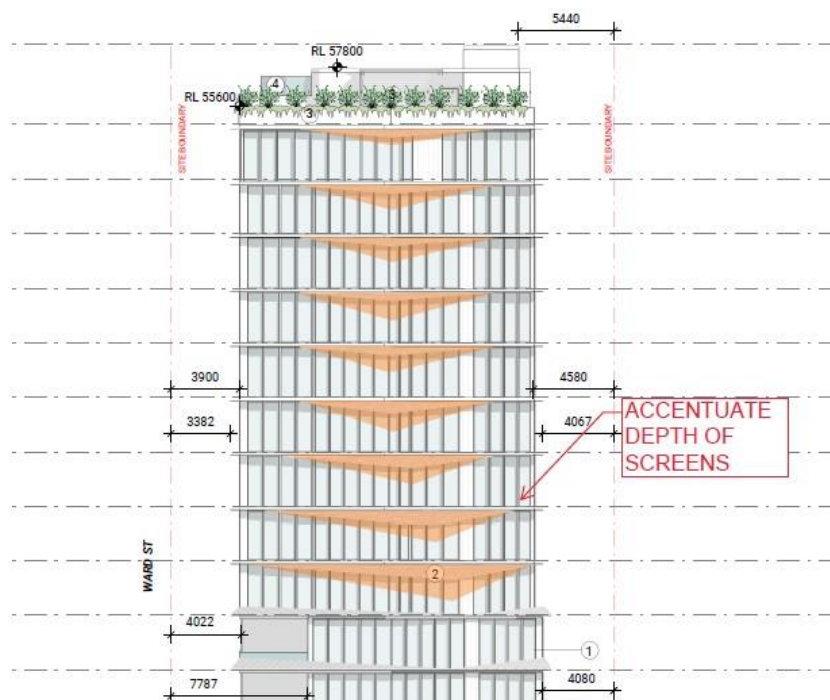 5440
RL 57800
4
RL 55600
3
3
SITE BOUNDARY
SITE BOUNDARY
3900
4580
3382
4067
ACCENTUATE
DEPTH OF
SCREENS
WARD ST
2
4022
1
7787
4080